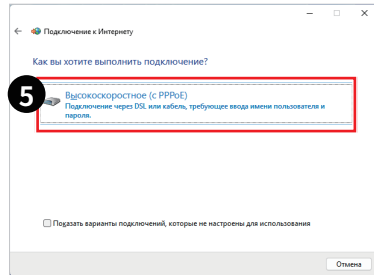 Подключение к Интернету
Как вы хотите выполнить подключение?
5
Высокоскоростное (с PPPoE)
Подключение через DSL или кабель, требующее ввода имени пользователя и
пароля.
Показать варианты подключений, которые не настроены для использования
Отмена